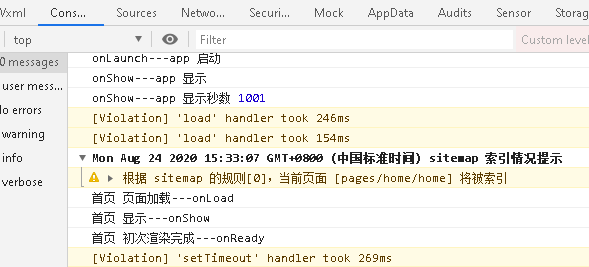 Vxml Cons... Sources Network... Securi... Mock AppData Audits Sensor Storag
top Filter Custom level
messages
onLaunch---app 启动
user mess...
onShow---app 显示
errors
onShow---app 显示秒数 1001
warning
[Violation] 'load' handler took 246ms
info
[Violation] 'load' handler took 154ms
verbose
Mon Aug 24 2020 15:33:07 GMT+0800 (中国标准时间) sitemap 索引情况提示
根据 sitemap 的规则[0]，当前页面 [pages/home/home] 将被索引
首页 页面加载---onLoad
首页 显示---onShow
首页 初次渲染完成---onReady
[Violation] 'setTimeout' handler took 269ms